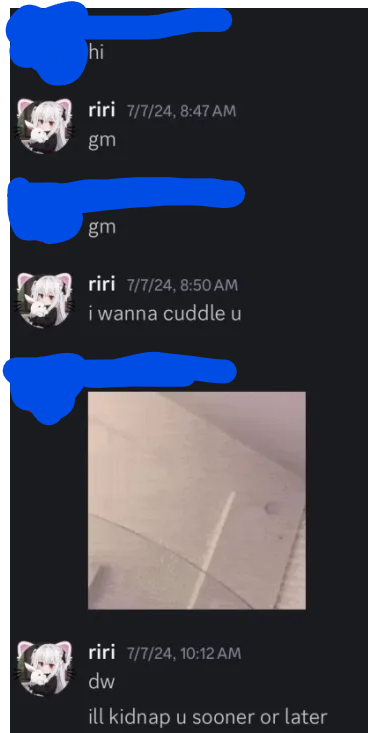 hi
riri 7/7/24, 8:47 AM
gm
gm
riri 7/7/24, 8:50 AM
i wanna cuddle u
riri 7/7/24, 10:12 AM
dw
ill kidnap u sooner or later